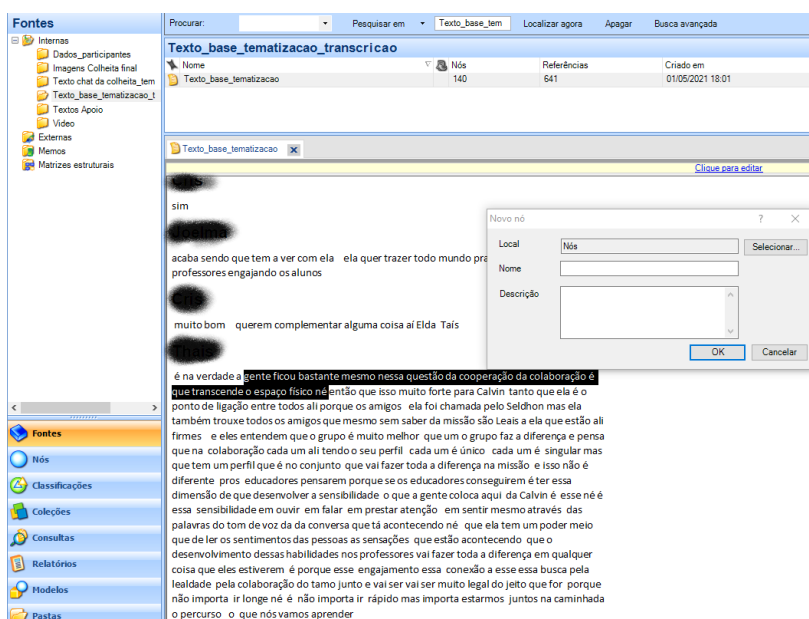 Fontes
Internas
Dados_participantes
Imagens Colheita final
Texto chat da colheita_tem
Texto_base_tematizacao_t
Textos Apoio
Video
Externas
Memos
Matrizes estruturais
Fontes
Nós
Classificações
Coleções
Consultas
Relatórios
Modelos
Pastas
Procurar: Pesquisar em Texto_base_tem Localizar agora Apagar Busca avançada
Texto_base_tematização_transcricao
Nome Nós Referências Criado em
Texto_base_tematizacao 140 641 01/05/2021 18:01
Texto_base_tematizacao
Clique para editar
Cris
sim
Joelma
acaba sendo que tem a ver com ela ela quer trazer todo mundo pra
professores engajando os alunos
Cris
muito bom querem complementar alguma coisa aí Elda Taís
Thais
é na verdade a gente ficou bastante mesmo nessa questão da cooperação da colaboração é
que transcende o espaço físico né então que isso muito forte para Calvin tanto que ela é o
ponto de ligação entre todos ali porque os amigos ela foi chamada pelo Seldhon mas ela
também trouxe todos os amigos que mesmo sem saber da missão são Leais a ela que estão ali
firmes e eles entendem que o grupo é muito melhor que um o grupo faz a diferença e pensa
que na colaboração cada um ali tendo o seu perfil cada um é único cada um é singular mas
que tem um perfil que é no conjunto que vai fazer toda a diferença na missão e isso não é
diferente pros educadores pensarem porque se os educadores conseguirem é ter essa
dimensão de que desenvolver a sensibilidade o que a gente coloca aqui da Calvin é esse né é
essa sensibilidade em ouvir em falar em prestar atenção em sentir mesmo através das
palavras do tom de voz da da conversa que tá acontecendo né que ela tem um poder meio
que de ler os sentimentos das pessoas as sensações que estão acontecendo que o
desenvolvimento dessas habilidades nos professores vai fazer toda a diferença em qualquer
coisa que eles estiverem é porque esse engajamento essa conexão a esse essa busca pela
lealdade pela colaboração do tamo junto e vai ser vai ser muito legal do jeito que for porque
não importa ir longe né é não importa ir rápido mas importa estarmos juntos na caminhada
o percurso o que nós vamos aprender
Novo nó
Local Nós Selecionar...
Nome
Descrição
OK Cancelar